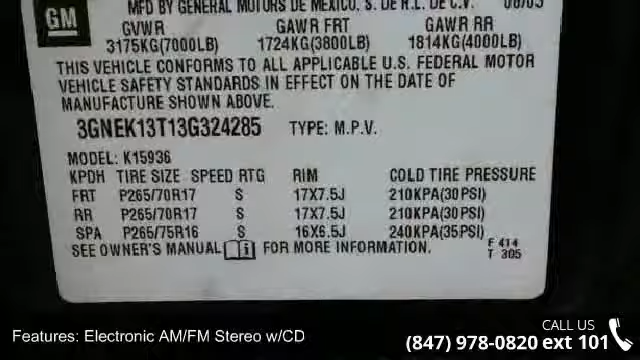 GM
MFD BY GENERAL MOTORS DE MEXICO, S. DE R.L. DE C.V.
GVWR GAWR FRT GAWR RR
3175KG(7000LB) 1724KG(3800LB) 1814KG(4000LB)
THIS VEHICLE CONFORMS TO ALL APPLICABLE U.S. FEDERAL MOTOR
VEHICLE SAFETY STANDARDS IN EFFECT ON THE DATE OF
MANUFACTURE SHOWN ABOVE.
3GNEK13T13G324285 TYPE: M.P.V.
MODEL: K15936
KPDH TIRE SIZE SPEED RTG RIM COLD TIRE PRESSURE
FRT P265/70R17 S 17X7.5J 210KPA(30PSI)
RR P265/70R17 S 17X7.5J 210KPA(30PSI)
SPA P265/75R16 S 16X6.5J 240KPA(35PSI)
SEE OWNER'S MANUAL FOR MORE INFORMATION.
F 414
T 305
Features: Electronic AM/FM Stereo w/CD
CALL US
(847) 978-0820 ext 101